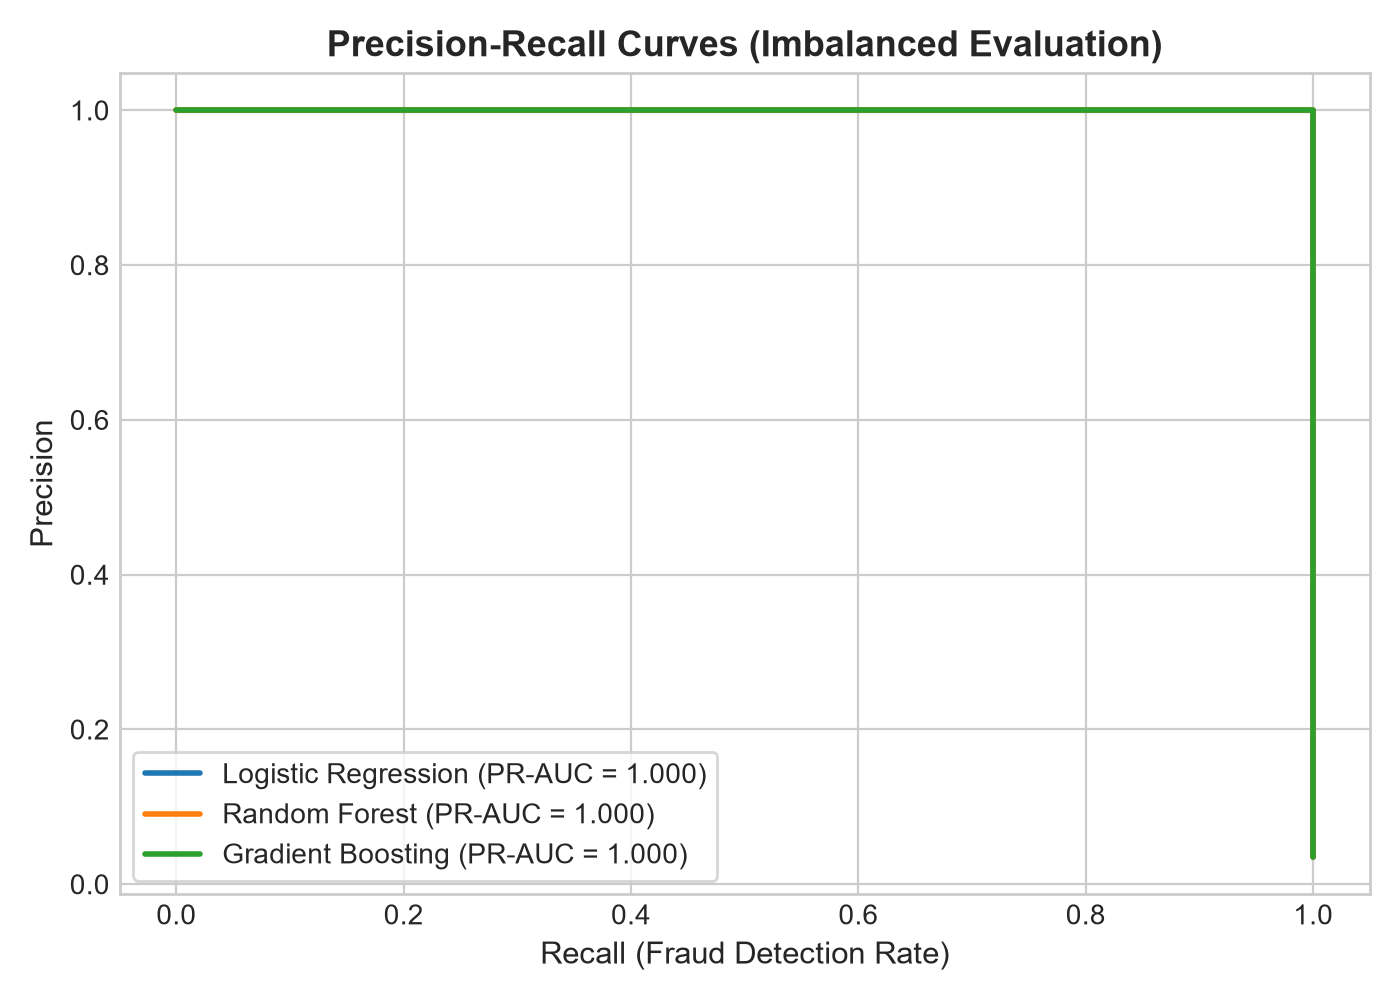 Precision-Recall Curves (Imbalanced Evaluation)
1.0
0.8
0.6
0.4
0.2
0.0
Precision
Logistic Regression (PR-AUC = 1.000)
Random Forest (PR-AUC = 1.000)
Gradient Boosting (PR-AUC = 1.000)
0.0 0.2 0.4 0.6 0.8 1.0
Recall (Fraud Detection Rate)